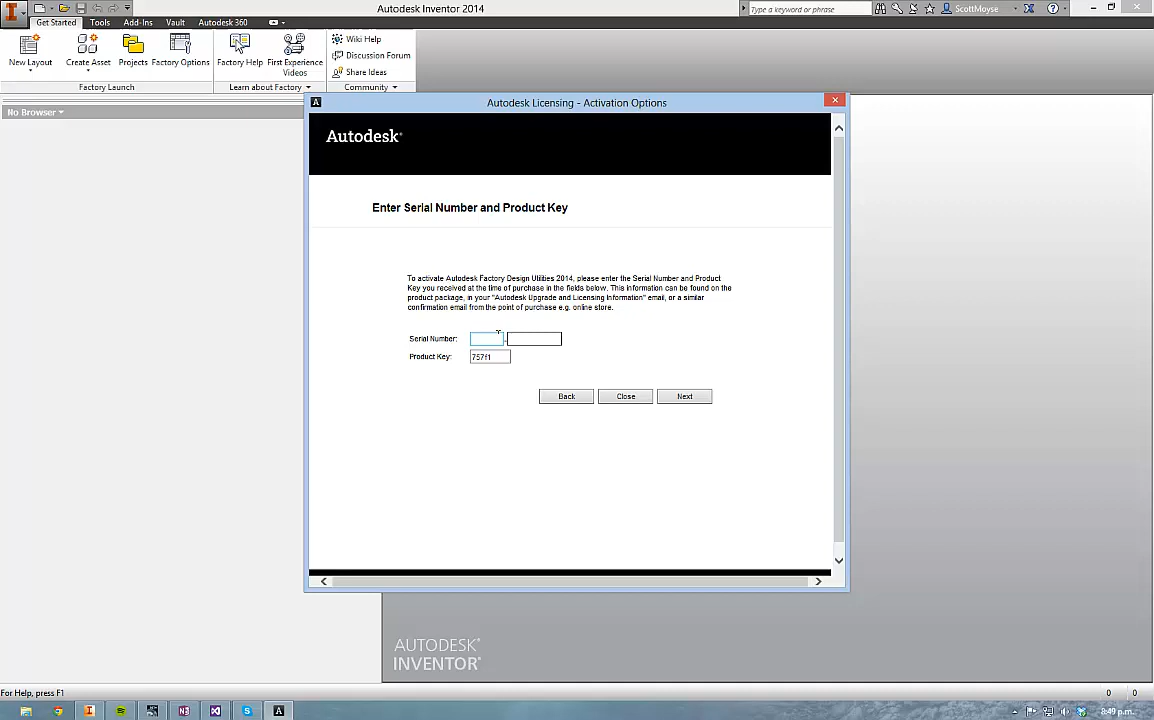 Autodesk Inventor 2014
Type a keyword or phrase
ScottMoyse
Get Started Tools Add-Ins Vault Autodesk 360
New Layout
Create Asset
Projects
Factory Options
Factory Help
First Experience
Videos
Wiki Help
Discussion Forum
Share Ideas
Factory Launch
Learn about Factory
Community
No Browser
Autodesk Licensing - Activation Options
Autodesk
Enter Serial Number and Product Key
To activate Autodesk Factory Design Utilities 2014, please enter the Serial Number and Product
Key you received at the time of purchase in the fields below. This information can be found on the
product package, in your "Autodesk Upgrade and Licensing Information" email, or a similar
confirmation email from the point of purchase e.g. online store.
Serial Number: -
Product Key: 757f1
Back Close Next
AUTODESK®
INVENTOR®
For Help, press F1
0 0
8:49 p.m.